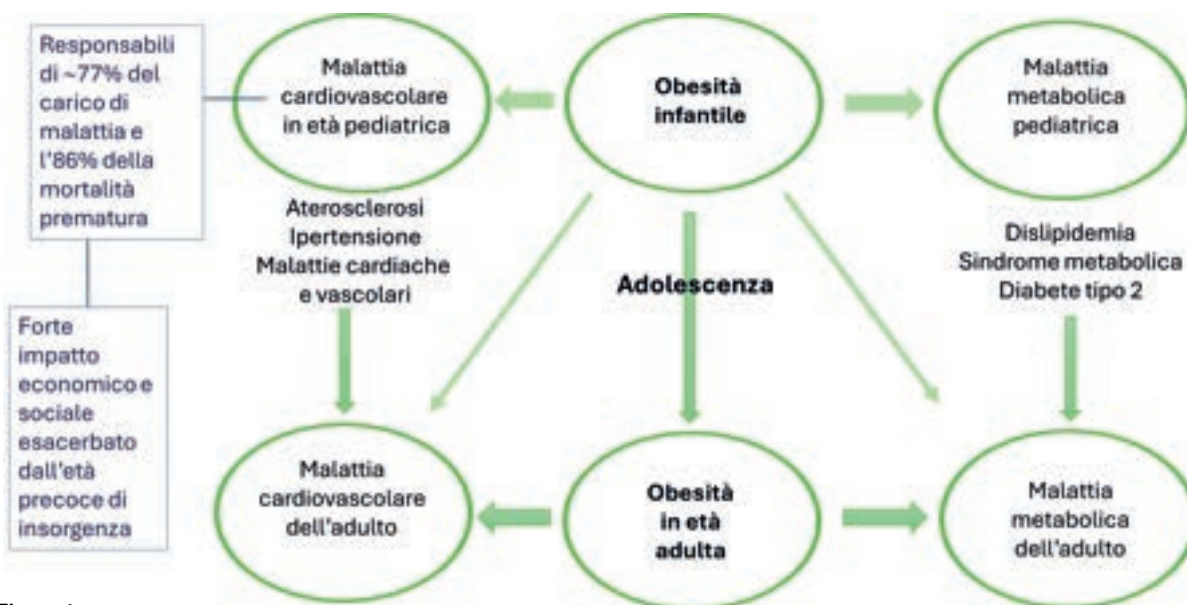 Responsabili
di ~77% del
carico di
malattia e
l'86% della
mortalità
prematura
Malattia
cardiovascolare
in età pediatrica
Obesità
infantile
Malattia
metabolica
pediatrica
Aterosclerosi
Ipertensione
Malattie cardiache
e vascolari
Adolescenza
Dislipidemia
Sindrome metabolica
Diabete tipo 2
Forte
impatto
economico e
sociale
esacerbato
dall'età
precoce di
insorgenza
Malattia
cardiovascolare
dell'adulto
Obesità
in età
adulta
Malattia
metabolica
dell'adulto